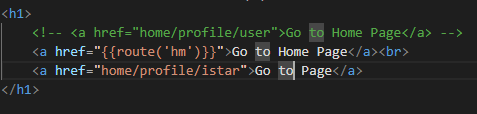 <h1>
<!-- <a href="home/profile/user">Go to Home Page</a> -->
<a href="{{route('hm')}}">Go to Home Page</a><br>
<a href="home/profile/istar">Go to Page</a>
</h1>